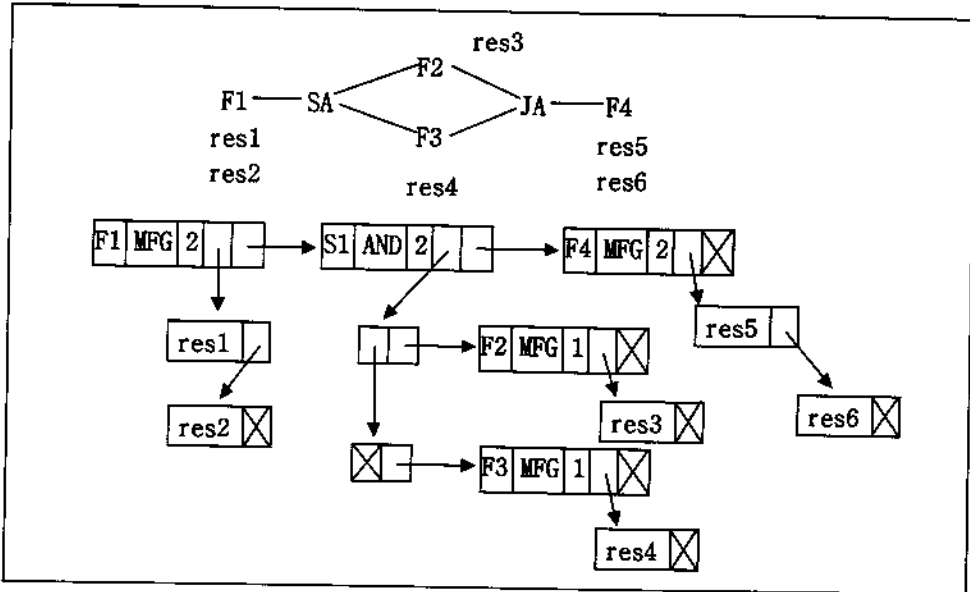 res3
F2
F1 SA JA F4
res1 F3 res5
res2 res4 res6
F1 MFG 2 S1 AND 2 F4 MFG 2
res1 F2 MFG 1 res5
res2 res3 res6
F3 MFG 1
res4